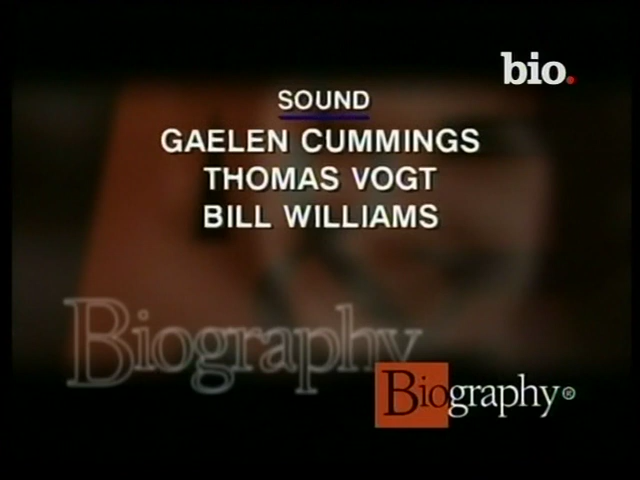 bio.
SOUND
GAELEN CUMMINGS
THOMAS VOGT
BILL WILLIAMS
Biography
Biography®